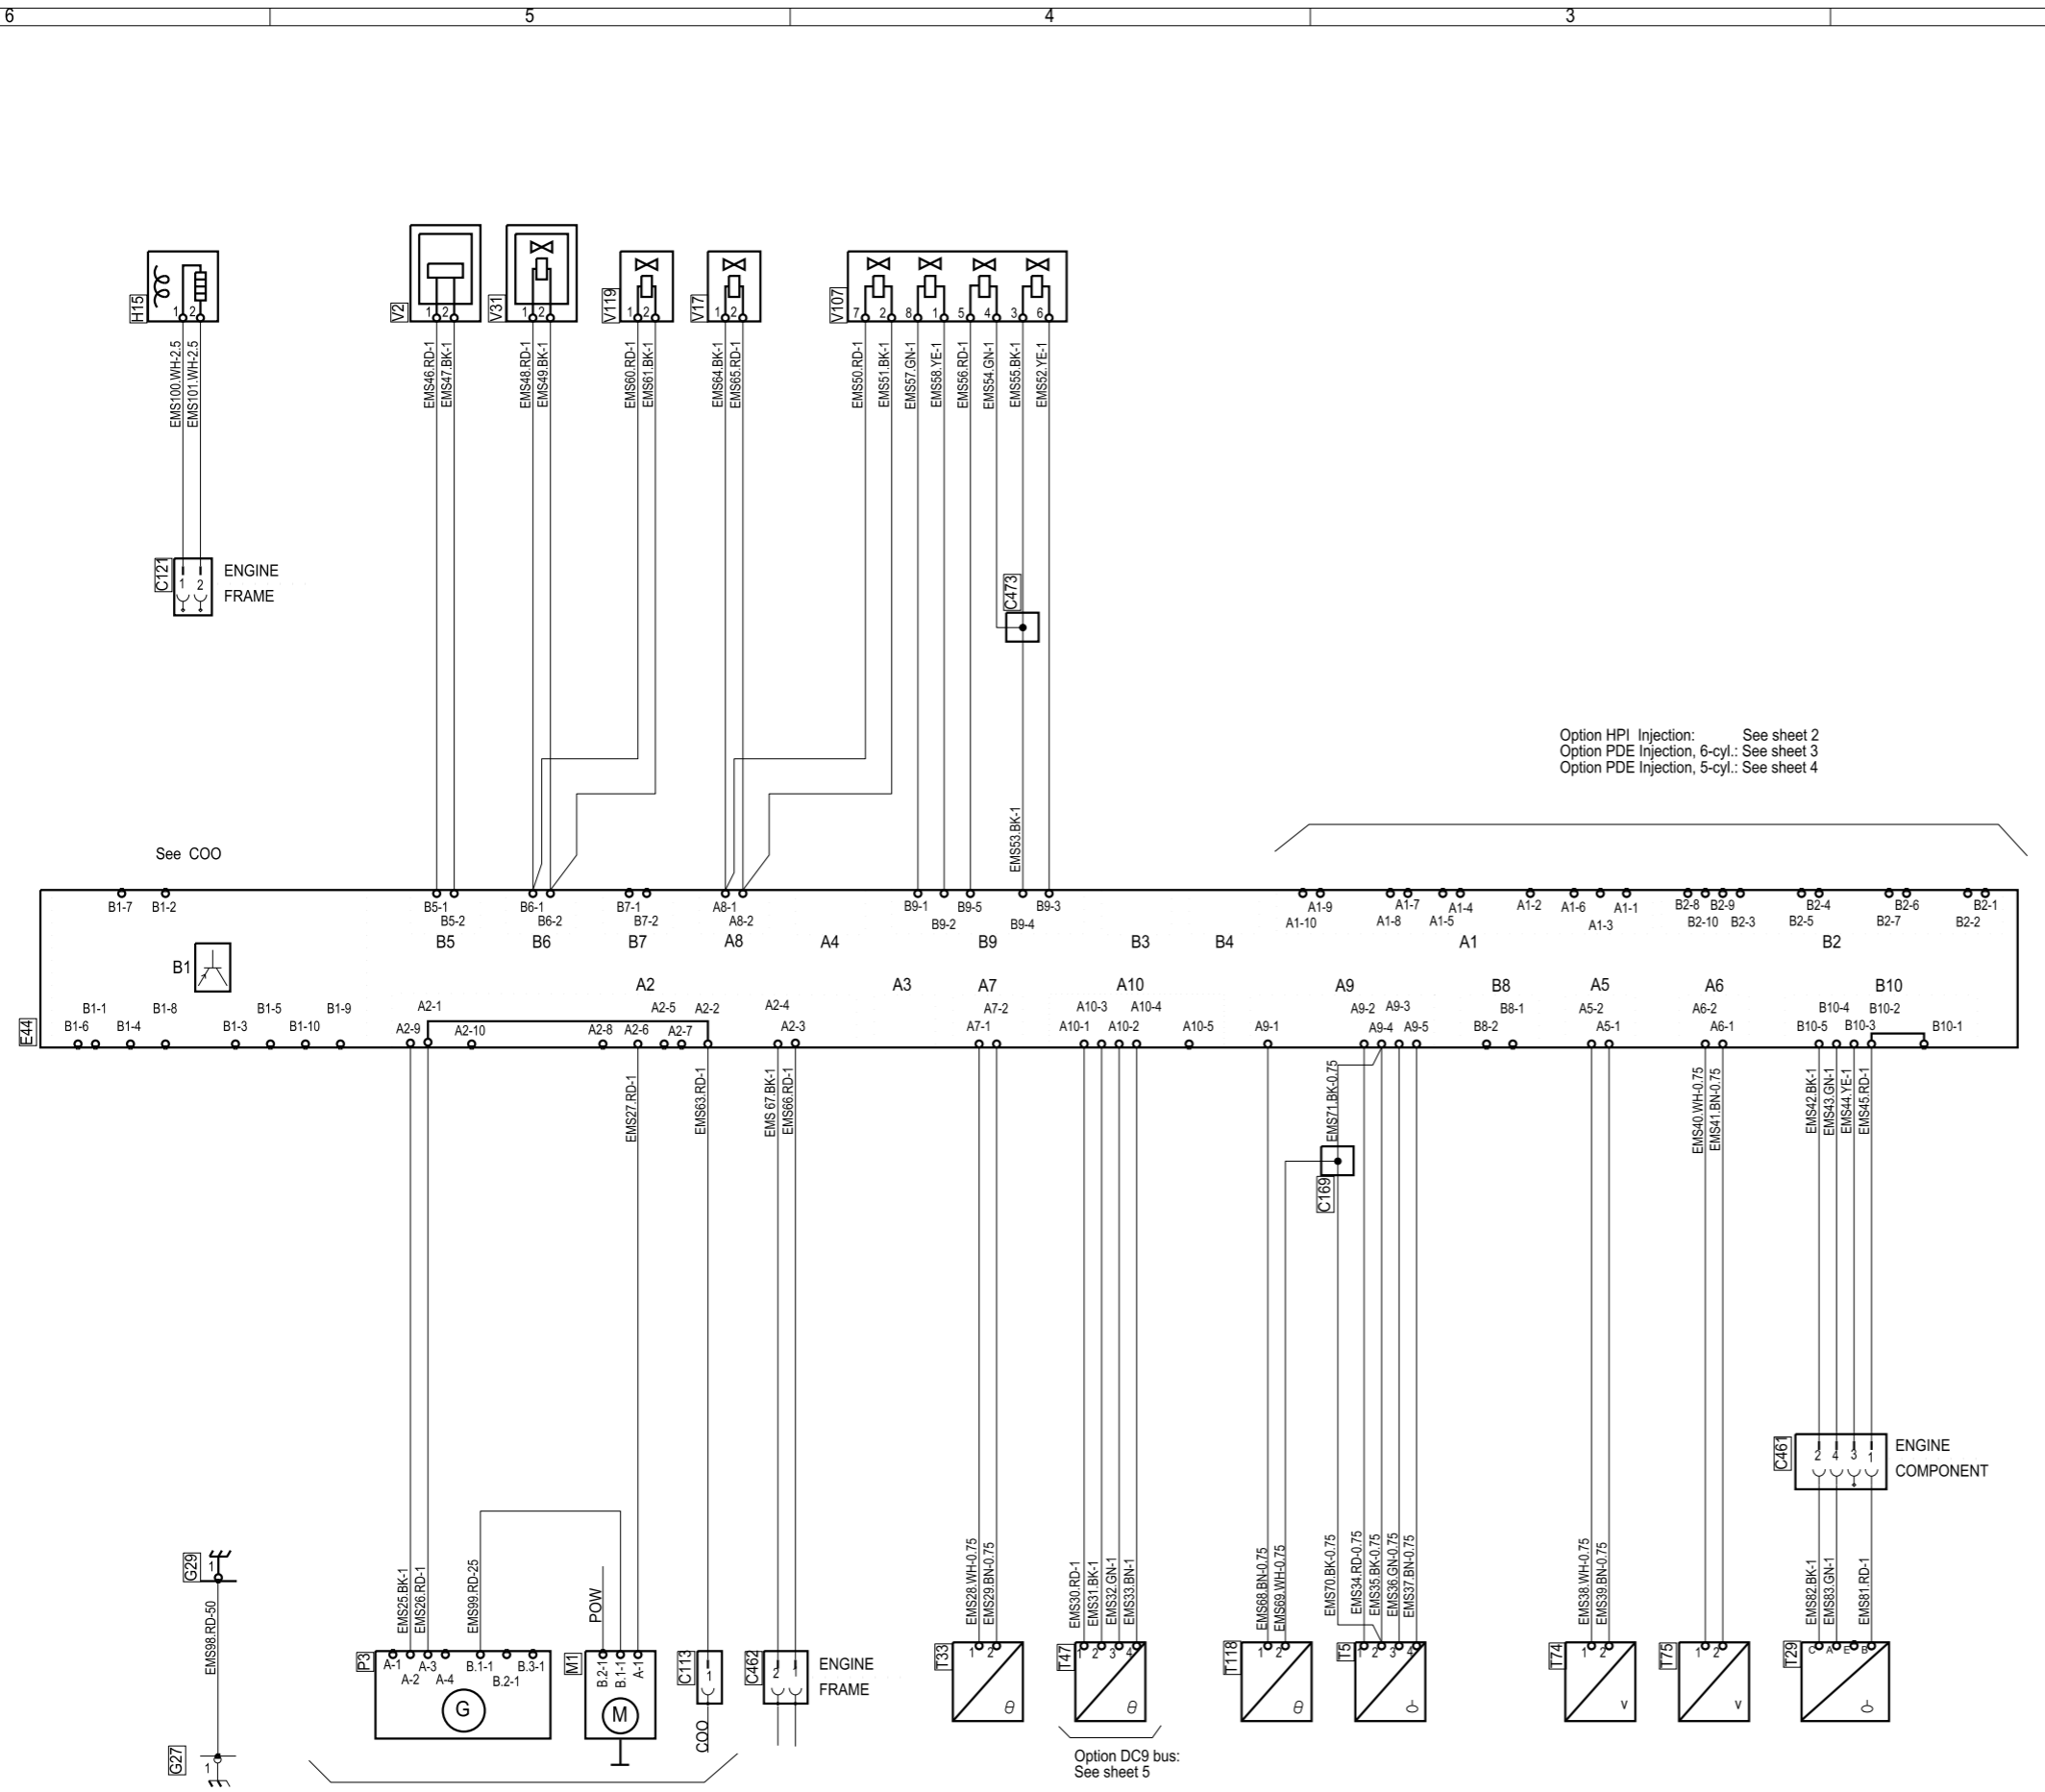 6 5 4 3
H15 1 2
V2 1 2
V31 1 2
V119 1 2
V17 1 2
V107 7 2 8 1 5 4 3 6
EMS100.WH-2.5
EMS101.WH-2.5
EMS46.RD-1
EMS47.BK-1
EMS48.RD-1
EMS49.BK-1
EMS60.RD-1
EMS61.BK-1
EMS64.BK-1
EMS65.RD-1
EMS50.RD-1
EMS51.BK-1
EMS57.GN-1
EMS58.YE-1
EMS56.RD-1
EMS54.GN-1
EMS55.BK-1
EMS52.YE-1
C121 1 2
ENGINE
FRAME
C473
Option HPI Injection: See sheet 2
Option PDE Injection, 6-cyl.: See sheet 3
Option PDE Injection, 5-cyl.: See sheet 4
EMS53.BK-1
See COO
B1-7 B1-2 B5-1 B6-1 B7-1 A8-1 B9-1 B9-5 B9-3 A1-9 A1-7 A1-4 A1-2 A1-6 A1-1 B2-8 B2-9 B2-4 B2-6 B2-1
B5-2 B6-2 B7-2 A8-2 B9-2 B9-4 A1-10 A1-8 A1-5 A1-3 B2-10 B2-3 B2-5 B2-7 B2-2
B5 B6 B7 A8 A4 B9 B3 B4 A1 B2
B1
A2 A3 A7 A10 A9 B8 A5 A6 B10
B1-1 B1-8 B1-5 B1-9 A2-1 A2-5 A2-2 A2-4 A7-2 A10-3 A10-4 A9-2 A9-3 B8-1 A5-2 A6-2 B10-4 B10-2
E44 B1-6 B1-4 B1-3 B1-10 A2-9 A2-10 A2-8 A2-6 A2-7 A2-3 A7-1 A10-1 A10-2 A10-5 A9-1 A9-4 A9-5 B8-2 A5-1 A6-1 B10-5 B10-3 B10-1
EMS27.RD-1
EMS63.RD-1
EMS 67.BK-1
EMS66.RD-1
EMS71.BK-0.75
EMS40.WH-0.75
EMS41.BN-0.75
EMS42.BK-1
EMS43.GN-1
EMS44.YE-1
EMS45.RD-1
C169
C461 2 4 3 1
ENGINE
COMPONENT
G29 1
EMS98.RD-50
G27 1
EMS25.BK-1
EMS26.RD-1
EMS99.RD-25
POW
EMS28.WH-0.75
EMS29.BN-0.75
EMS30.RD-1
EMS31.BK-1
EMS32.GN-1
EMS33.BN-1
EMS68.BN-0.75
EMS69.WH-0.75
EMS70.BK-0.75
EMS34.RD-0.75
EMS35.BK-0.75
EMS36.GN-0.75
EMS37.BN-0.75
EMS38.WH-0.75
EMS39.BN-0.75
EMS82.BK-1
EMS83.GN-1
EMS81.RD-1
P3 A-1 A-2 A-3 A-4 B.1-1 B.2-1 B.3-1
G
M1 B.2-1 B.1-1 A-1
M
C113 1
COO
C462 2 1
ENGINE
FRAME
T33 1 2 θ
T47 1 2 3 4 θ
T118 1 2 θ
T5 1 2 3 4
T74 1 2 v
T75 1 2 v
T29 C A E B
Option DC9 bus:
See sheet 5